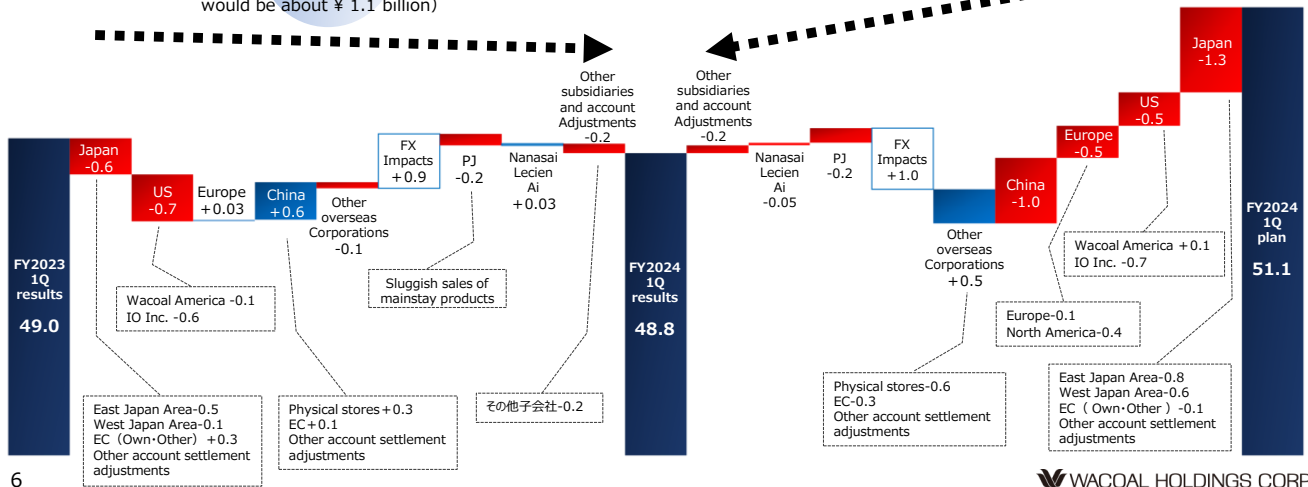 would be about ¥ 1.1 billion)
FY2023
1Q
results
49.0
Japan
-0.6
US
-0.7
Europe
+0.03
China
+0.6
Other
overseas
Corporations
-0.1
FX
Impacts
+0.9
PJ
-0.2
Nanasai
Lecien
Ai
+0.03
Other
subsidiaries
and account
Adjustments
-0.2
FY2024
1Q
results
48.8
Other
subsidiaries
and account
Adjustments
-0.2
Nanasai
Lecien
Ai
-0.05
PJ
-0.2
FX
Impacts
+1.0
Other
overseas
Corporations
+0.5
China
-1.0
Europe
-0.5
US
-0.5
Japan
-1.3
FY2024
1Q
plan
51.1
Wacoal America -0.1
IO Inc. -0.6
Sluggish sales of
mainstay products
East Japan Area-0.5
West Japan Area-0.1
EC（Own･Other）+0.3
Other account settlement
adjustments
Physical stores+0.3
EC+0.1
Other account settlement
adjustments
その他子会社-0.2
Physical stores-0.6
EC-0.3
Other account settlement
adjustments
Europe-0.1
North America-0.4
Wacoal America +0.1
IO Inc. -0.7
East Japan Area-0.8
West Japan Area-0.6
EC（ Own･Other ）-0.1
Other account settlement
adjustments
6
WACOAL HOLDINGS CORP